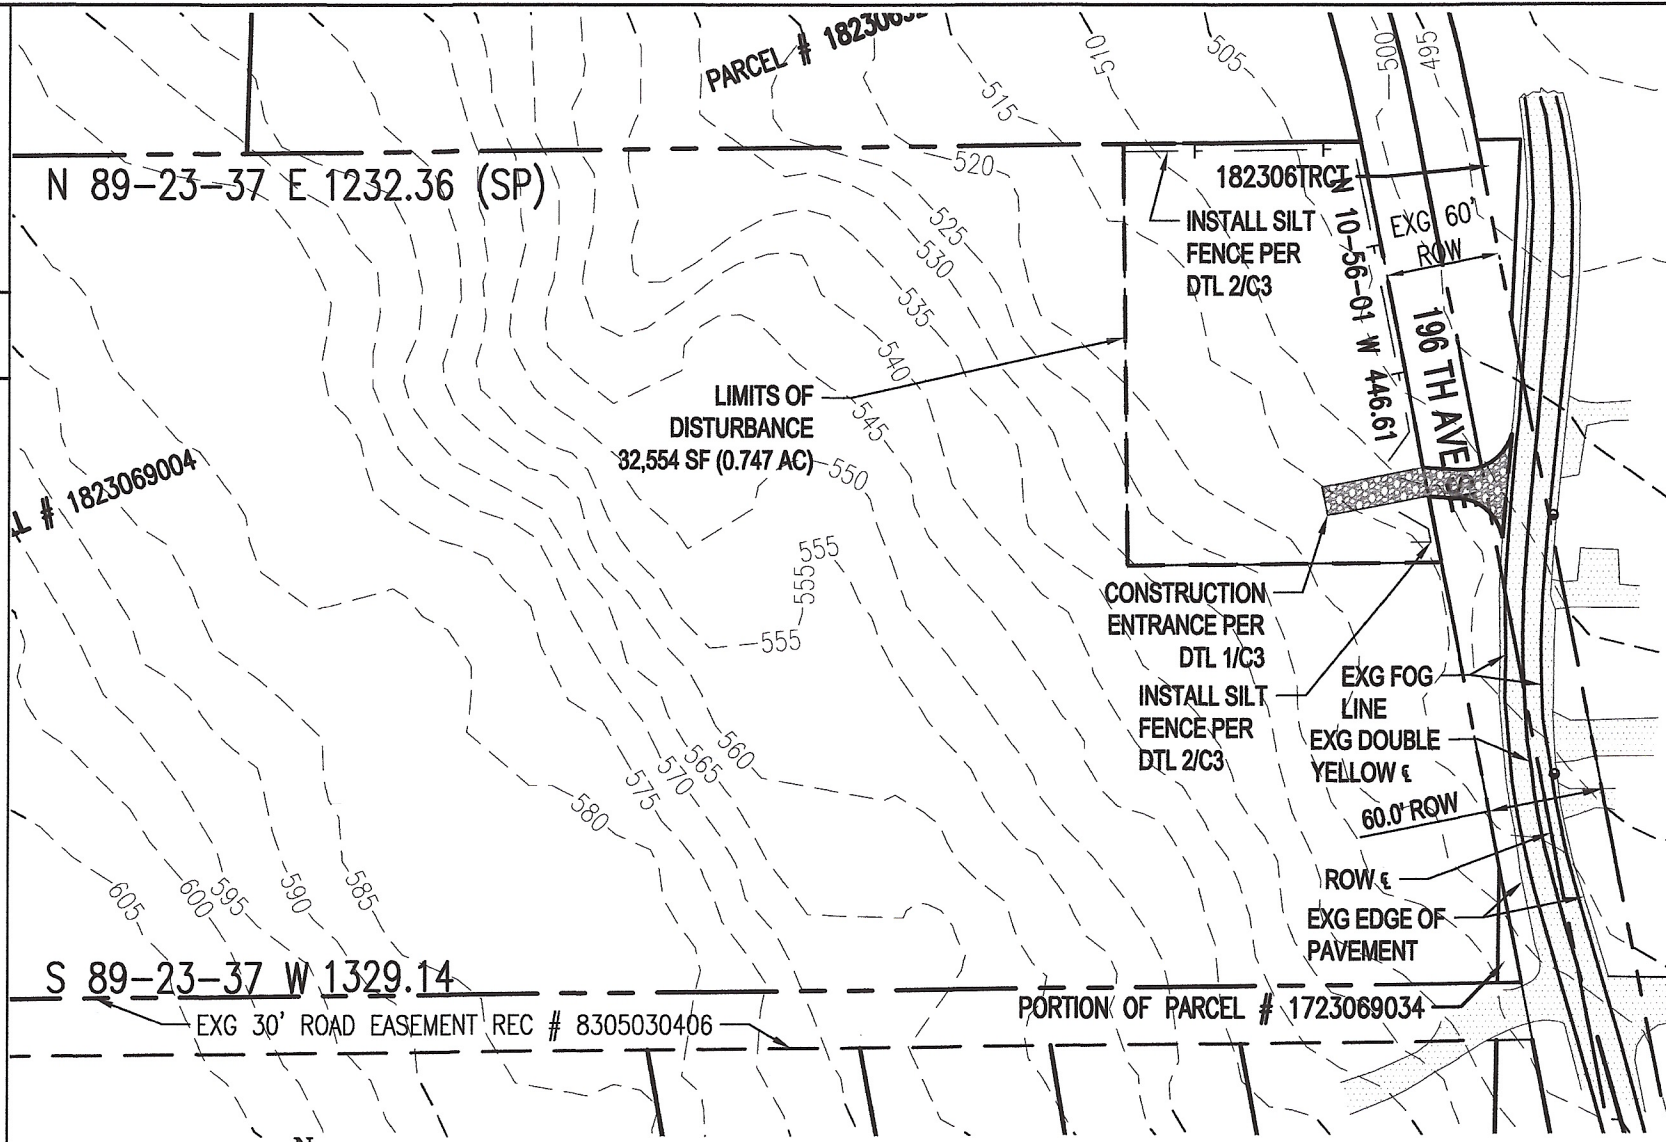 PARCEL #
510
505
500
495
515
520
N 89-23-37 E 1232.36 (SP)
182306TRCT
INSTALL SILT
FENCE PER
DTL 2/C3
N 10-56-01 W 446.61
EXG 60'
ROW
525
530
535
540
545
550
196 TH AVE SE
LIMITS OF
DISTURBANCE
32,554 SF (0.747 AC)
L # 1823069004
555
555
555
CONSTRUCTION
ENTRANCE PER
DTL 1/C3
INSTALL SILT
FENCE PER
DTL 2/C3
EXG FOG
LINE
EXG DOUBLE
YELLOW ℄
60.0' ROW
ROW ℄
EXG EDGE OF
PAVEMENT
560
565
570
575
580
585
590
595
600
605
S 89-23-37 W 1329.14
EXG 30' ROAD EASEMENT REC # 8305030406
PORTION OF PARCEL # 1723069034
N